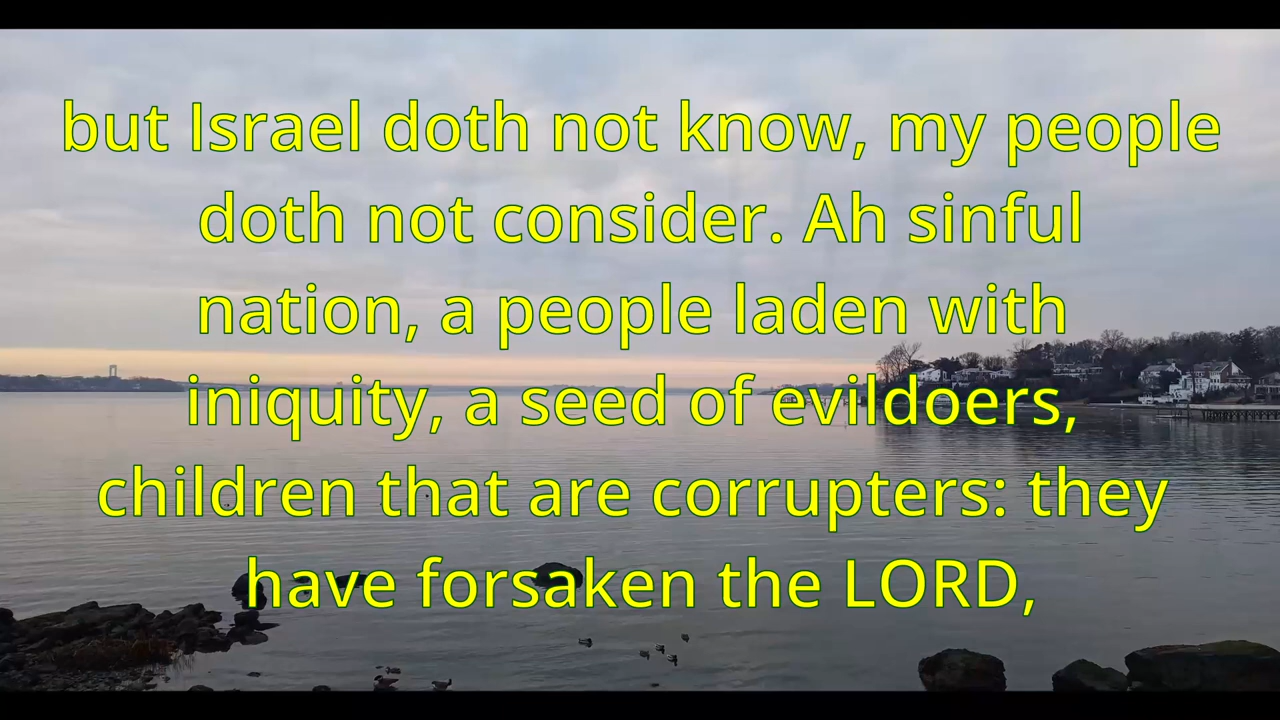 but Israel doth not know, my people
doth not consider. Ah sinful
nation, a people laden with
iniquity, a seed of evildoers,
children that are corrupters: they
have forsaken the LORD,